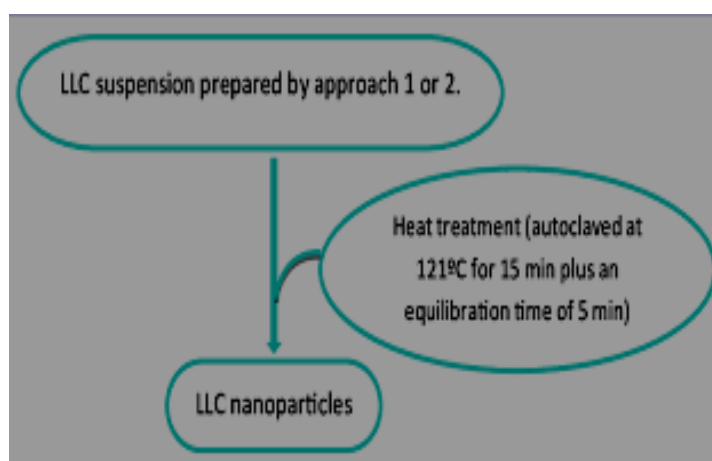 LLC suspension prepared by approach 1 or 2.
Heat treatment (autoclaved at
121ºC for 15 min plus an
equilibration time of 5 min)
LLC nanoparticles